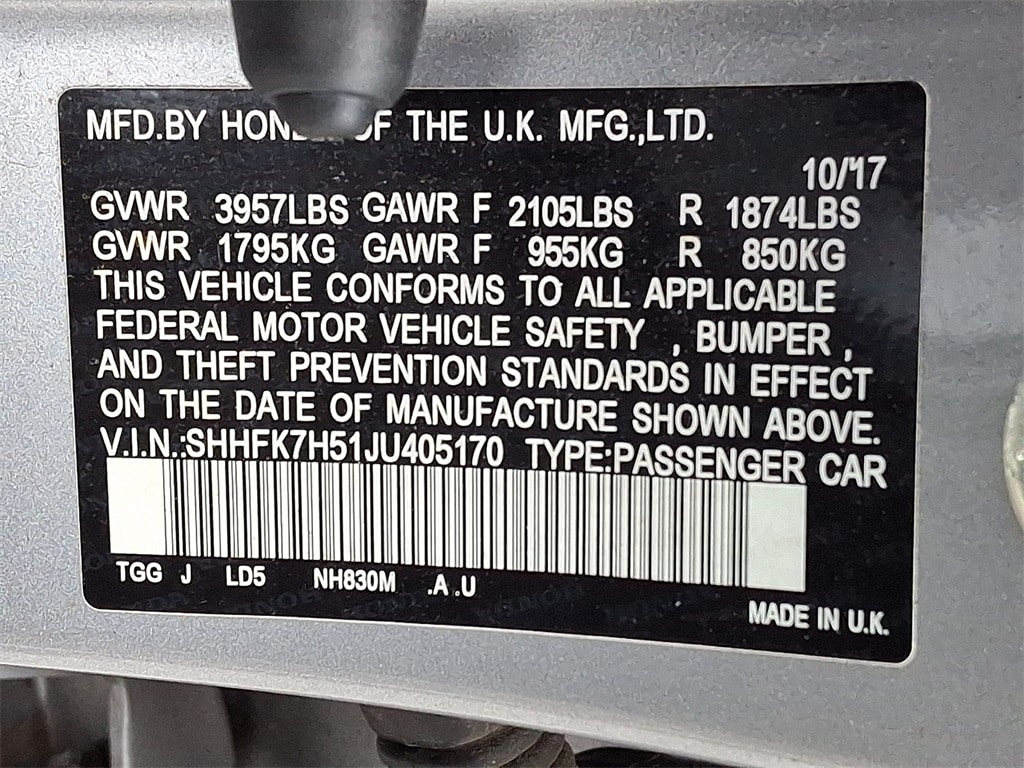 MFD.BY HONDA OF THE U.K. MFG.,LTD.
10/17
GVWR 3957LBS GAWR F 2105LBS R 1874LBS
GVWR 1795KG GAWR F 955KG R 850KG
THIS VEHICLE CONFORMS TO ALL APPLICABLE
FEDERAL MOTOR VEHICLE SAFETY , BUMPER ,
AND THEFT PREVENTION STANDARDS IN EFFECT
ON THE DATE OF MANUFACTURE SHOWN ABOVE.
V.I.N.:SHHFK7H51JU405170 TYPE:PASSENGER CAR
TGG J LD5 NH830M .A .U
MADE IN U.K.